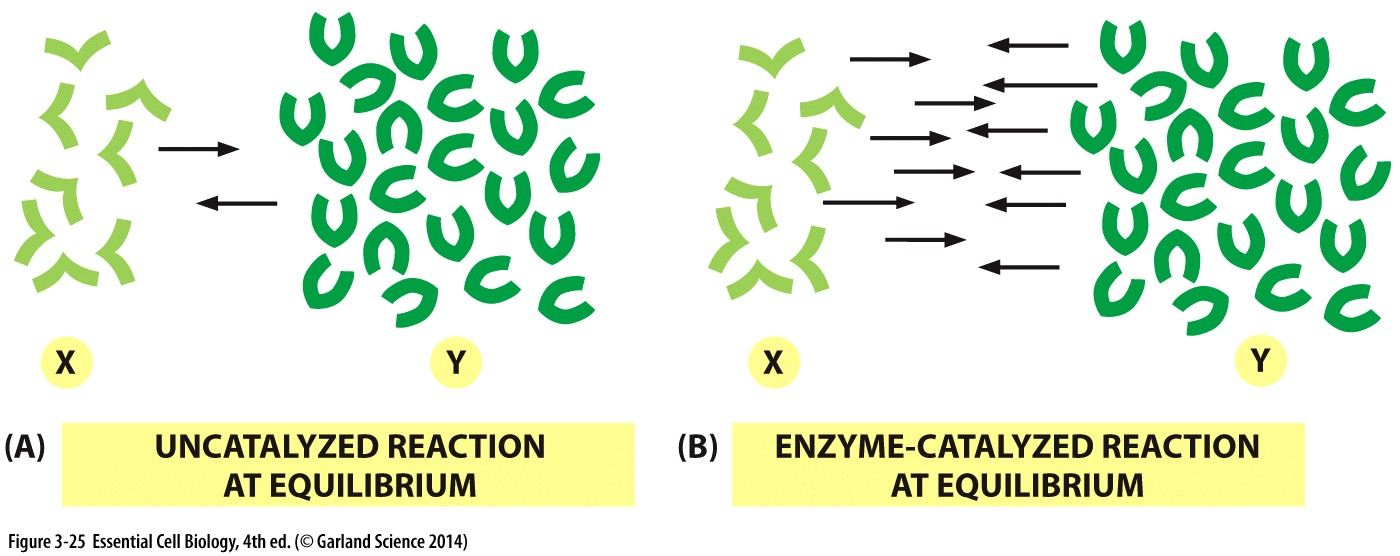 X
Y
X
Y
(A)
UNCATALYZED REACTION
AT EQUILIBRIUM
(B)
ENZYME-CATALYZED REACTION
AT EQUILIBRIUM
Figure 3-25 Essential Cell Biology, 4th ed. (© Garland Science 2014)